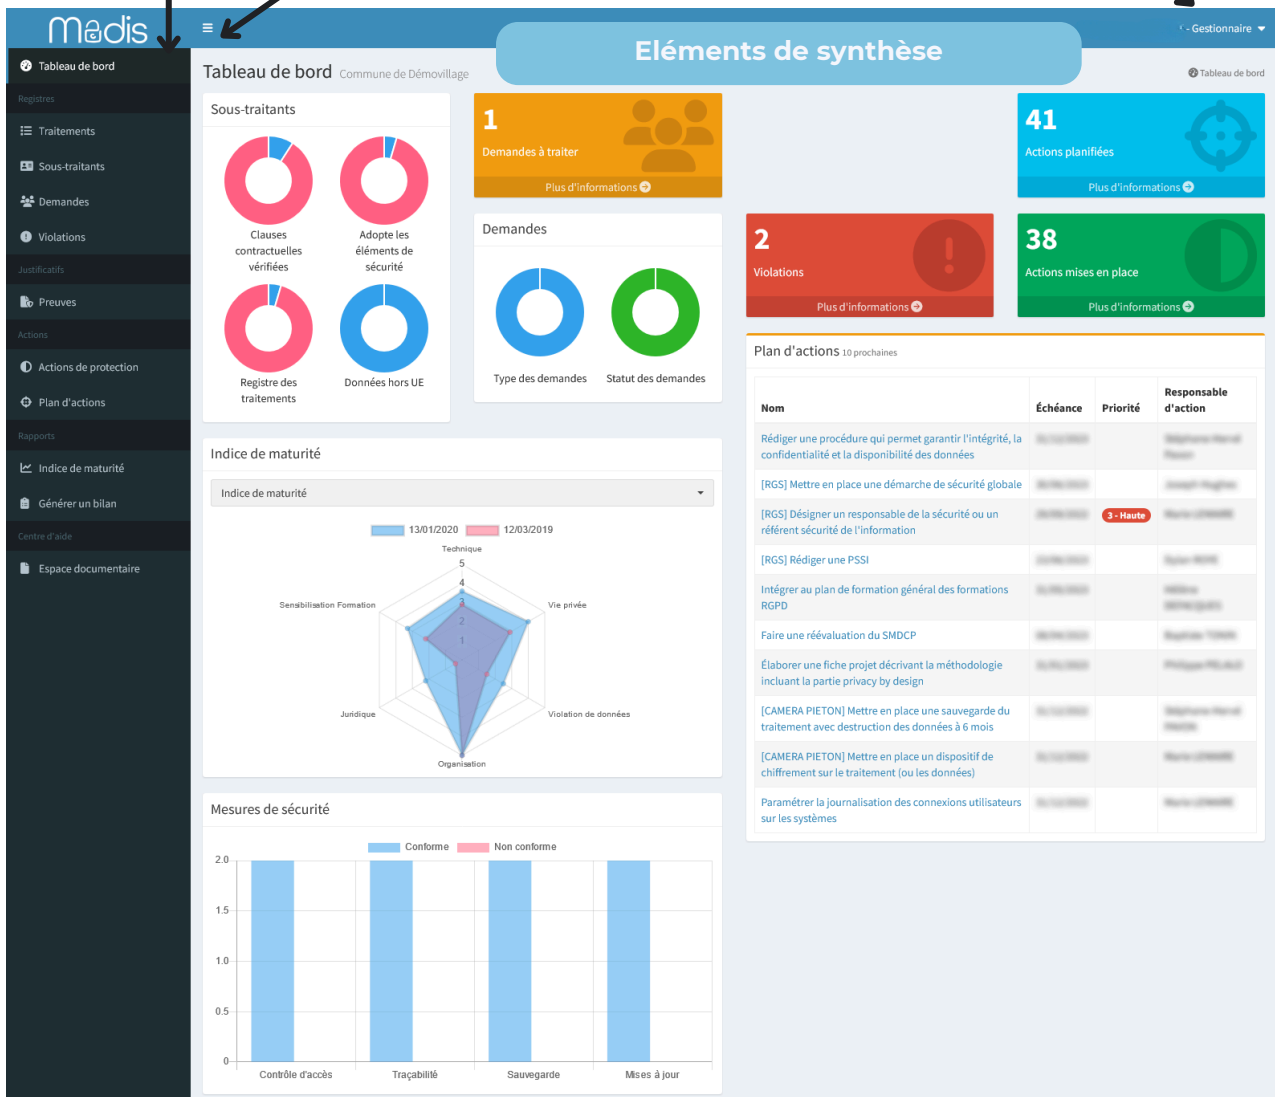 Madis
- Gestionnaire
Eléments de synthèse
Tableau de bord
Tableau de bord Commune de Démovillage
Tableau de bord
Registres
Traitements
Sous-traitants
Demandes
Violations
Justificatifs
Preuves
Actions
Actions de protection
Plan d'actions
Rapports
Indice de maturité
Générer un bilan
Centre d'aide
Espace documentaire
Sous-traitants
Clauses
contractuelles
vérifiées
Adopte les
éléments de
sécurité
Registre des
traitements
Données hors UE
1
Demandes à traiter
Plus d'informations
Demandes
Type des demandes
Statut des demandes
41
Actions planifiées
Plus d'informations
2
Violations
Plus d'informations
38
Actions mises en place
Plus d'informations
Indice de maturité
Indice de maturité
13/01/2020 12/03/2019
Technique
5
4
3
2
1
Sensibilisation Formation
Vie privée
Juridique
Violation de données
Organisation
Mesures de sécurité
Conforme Non conforme
2.0
1.5
1.0
0.5
0
Contrôle d'accès Traçabilité Sauvegarde Mises à jour
Plan d'actions 10 prochaines
Nom Échéance Priorité Responsable
d'action
Rédiger une procédure qui permet garantir l'intégrité, la
confidentialité et la disponibilité des données
[RGS] Mettre en place une démarche de sécurité globale
[RGS] Désigner un responsable de la sécurité ou un
référent sécurité de l'information
3 - Haute
[RGS] Rédiger une PSSI
Intégrer au plan de formation général des formations
RGPD
Faire une réévaluation du SMDCP
Élaborer une fiche projet décrivant la méthodologie
incluant la partie privacy by design
[CAMERA PIETON] Mettre en place une sauvegarde du
traitement avec destruction des données à 6 mois
[CAMERA PIETON] Mettre en place un dispositif de
chiffrement sur le traitement (ou les données)
Paramétrer la journalisation des connexions utilisateurs
sur les systèmes